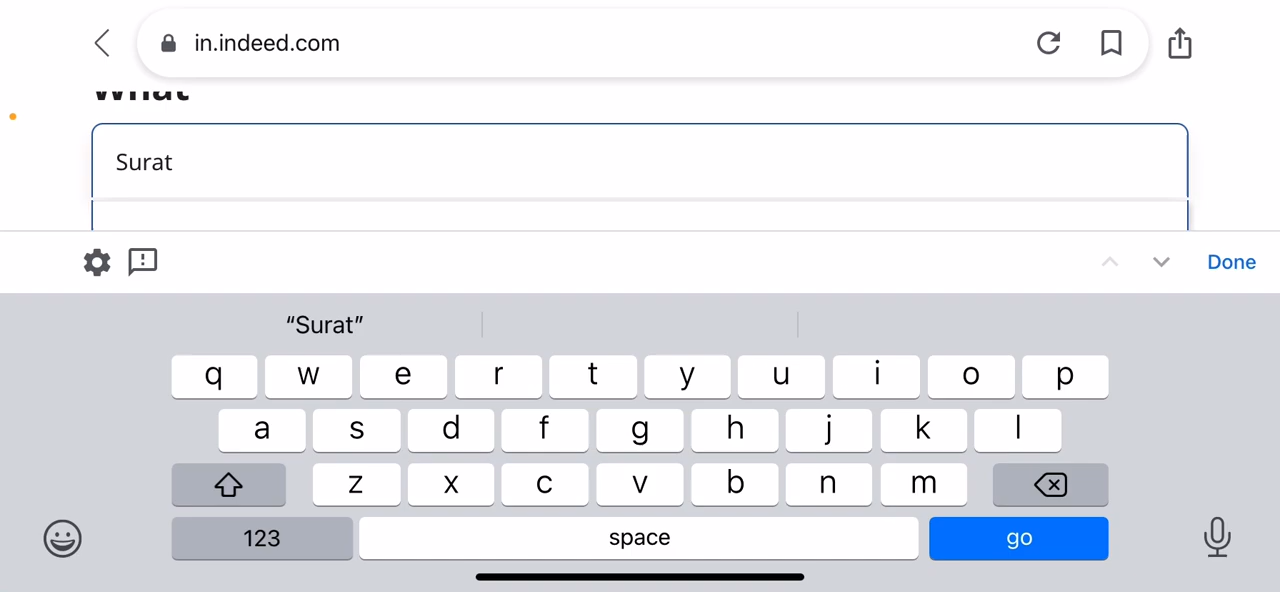 in.indeed.com
What
Surat
Done
“Surat”
q w e r t y u i o p
a s d f g h j k l
z x c v b n m
123 space go